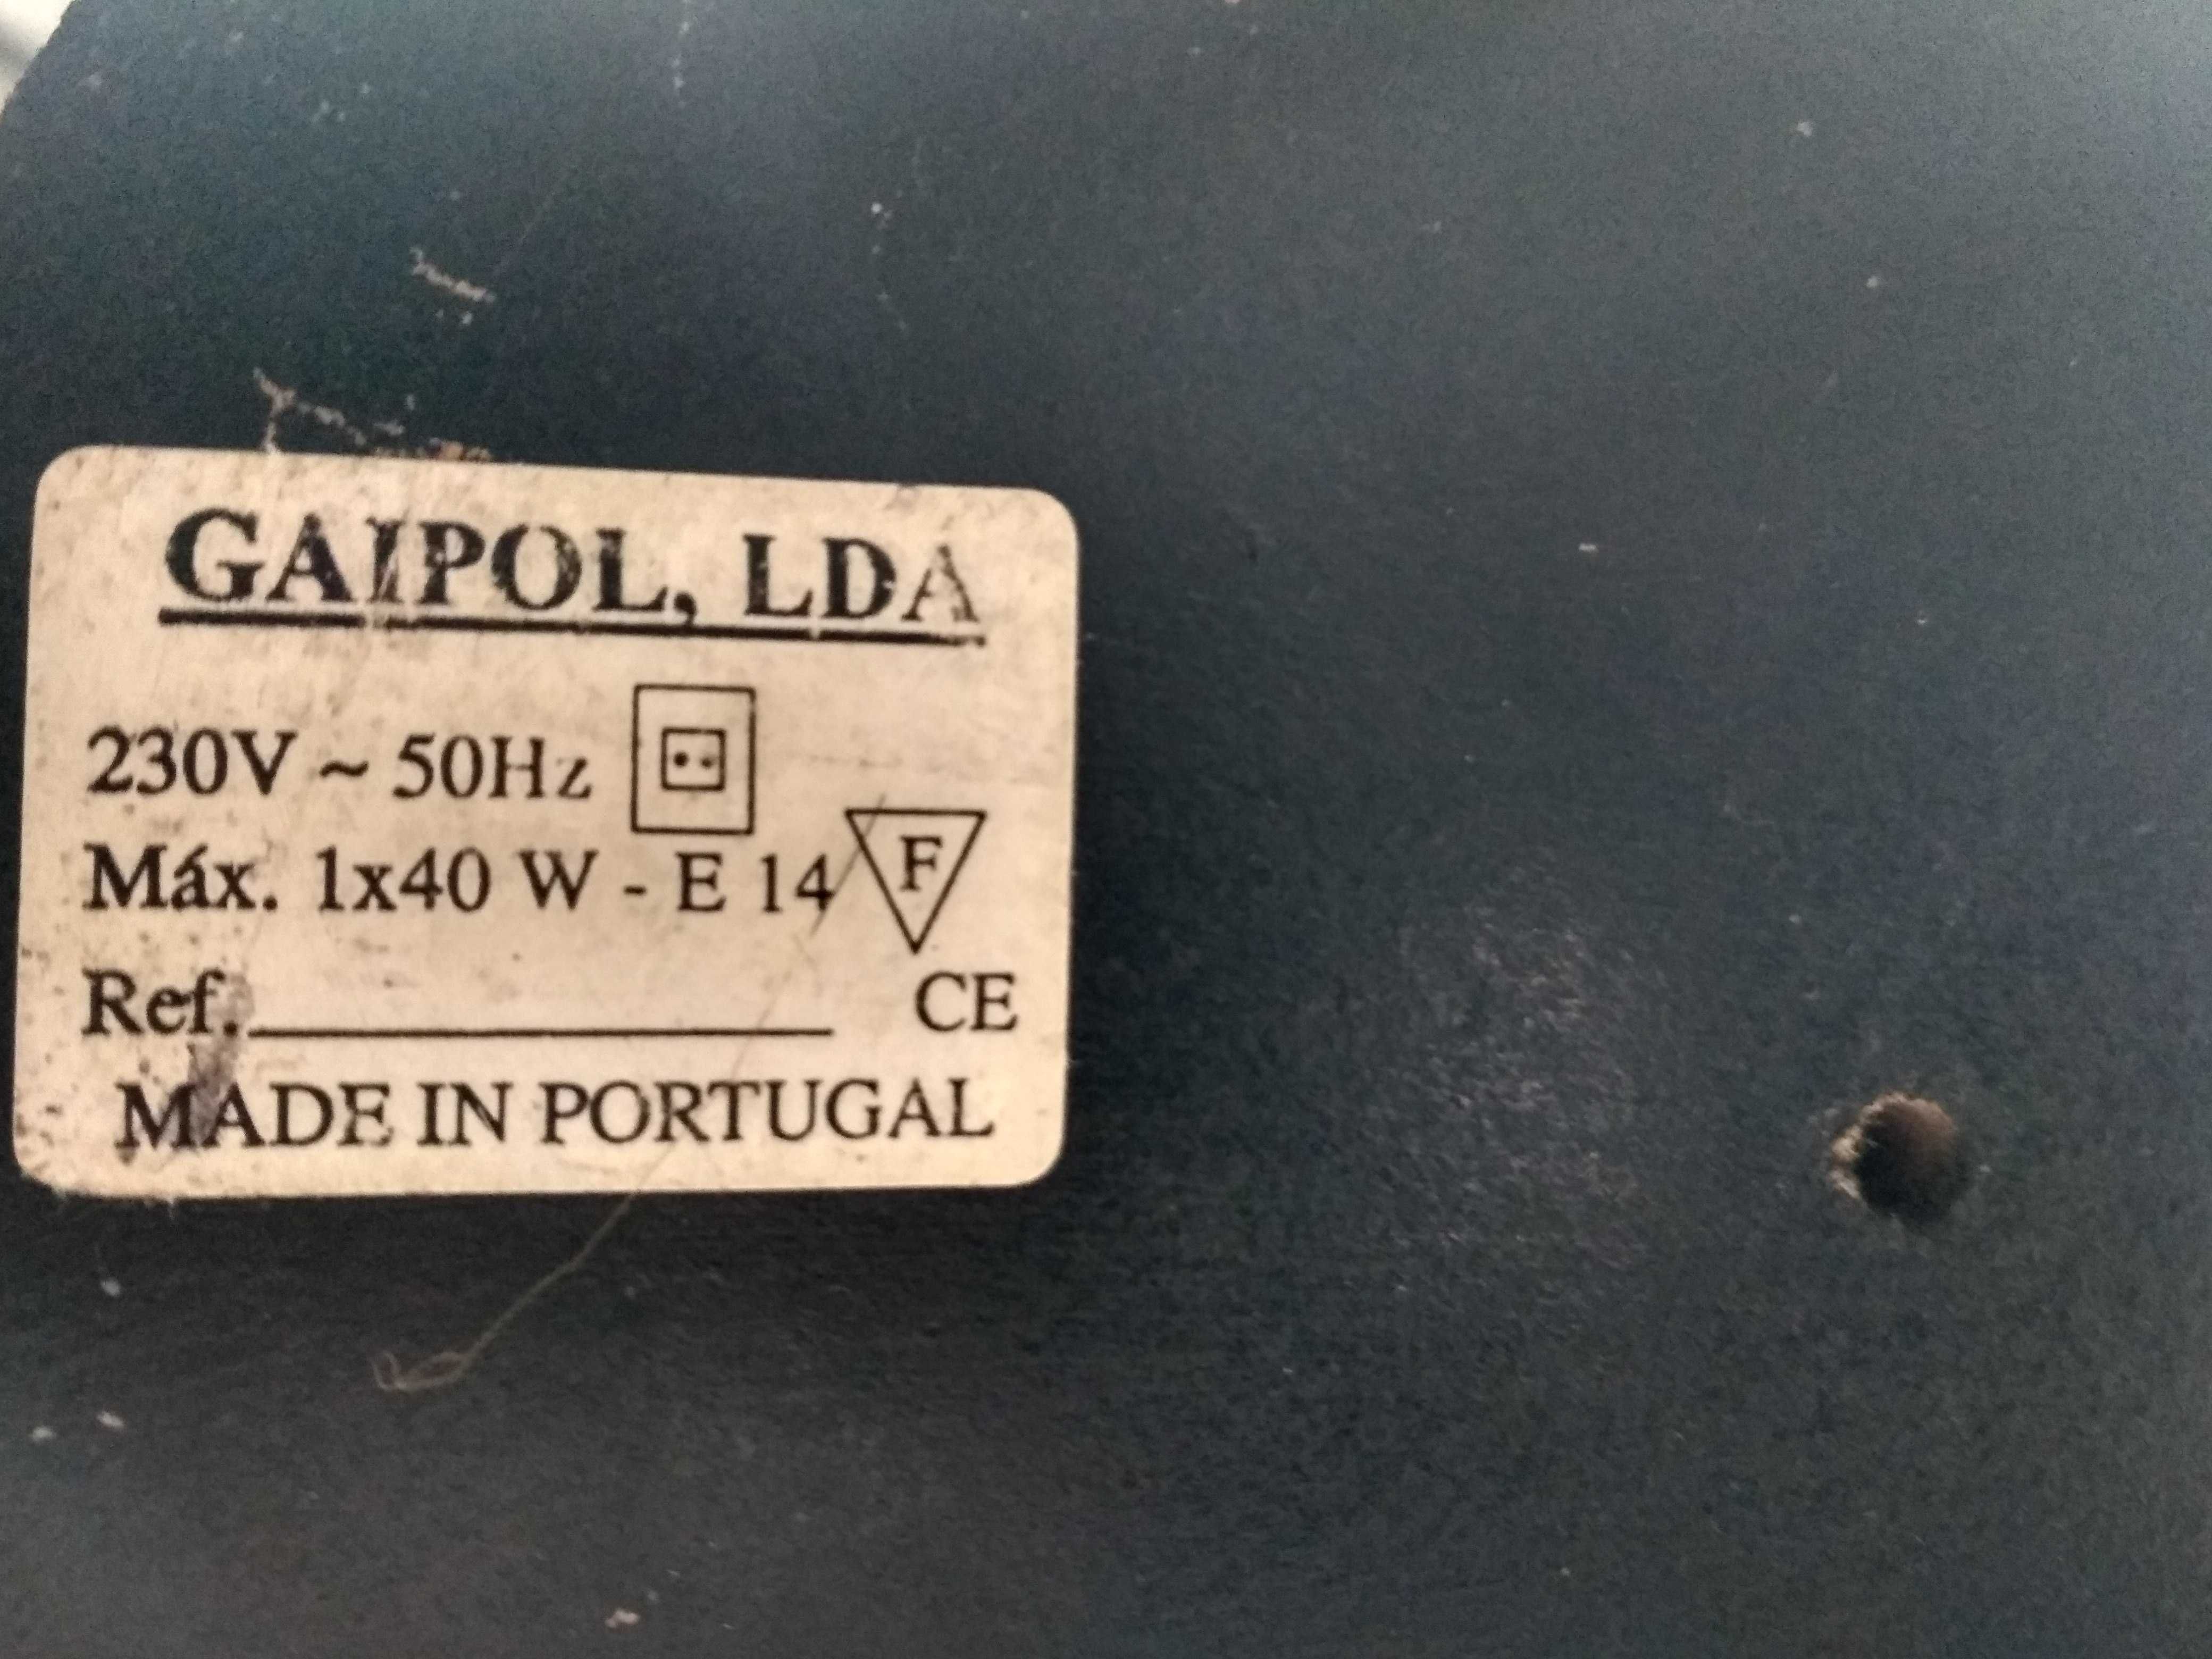 GAIPOL, LDA
230V ~ 50Hz
Máx. 1x40 W - E 14 F
Ref. CE
MADE IN PORTUGAL